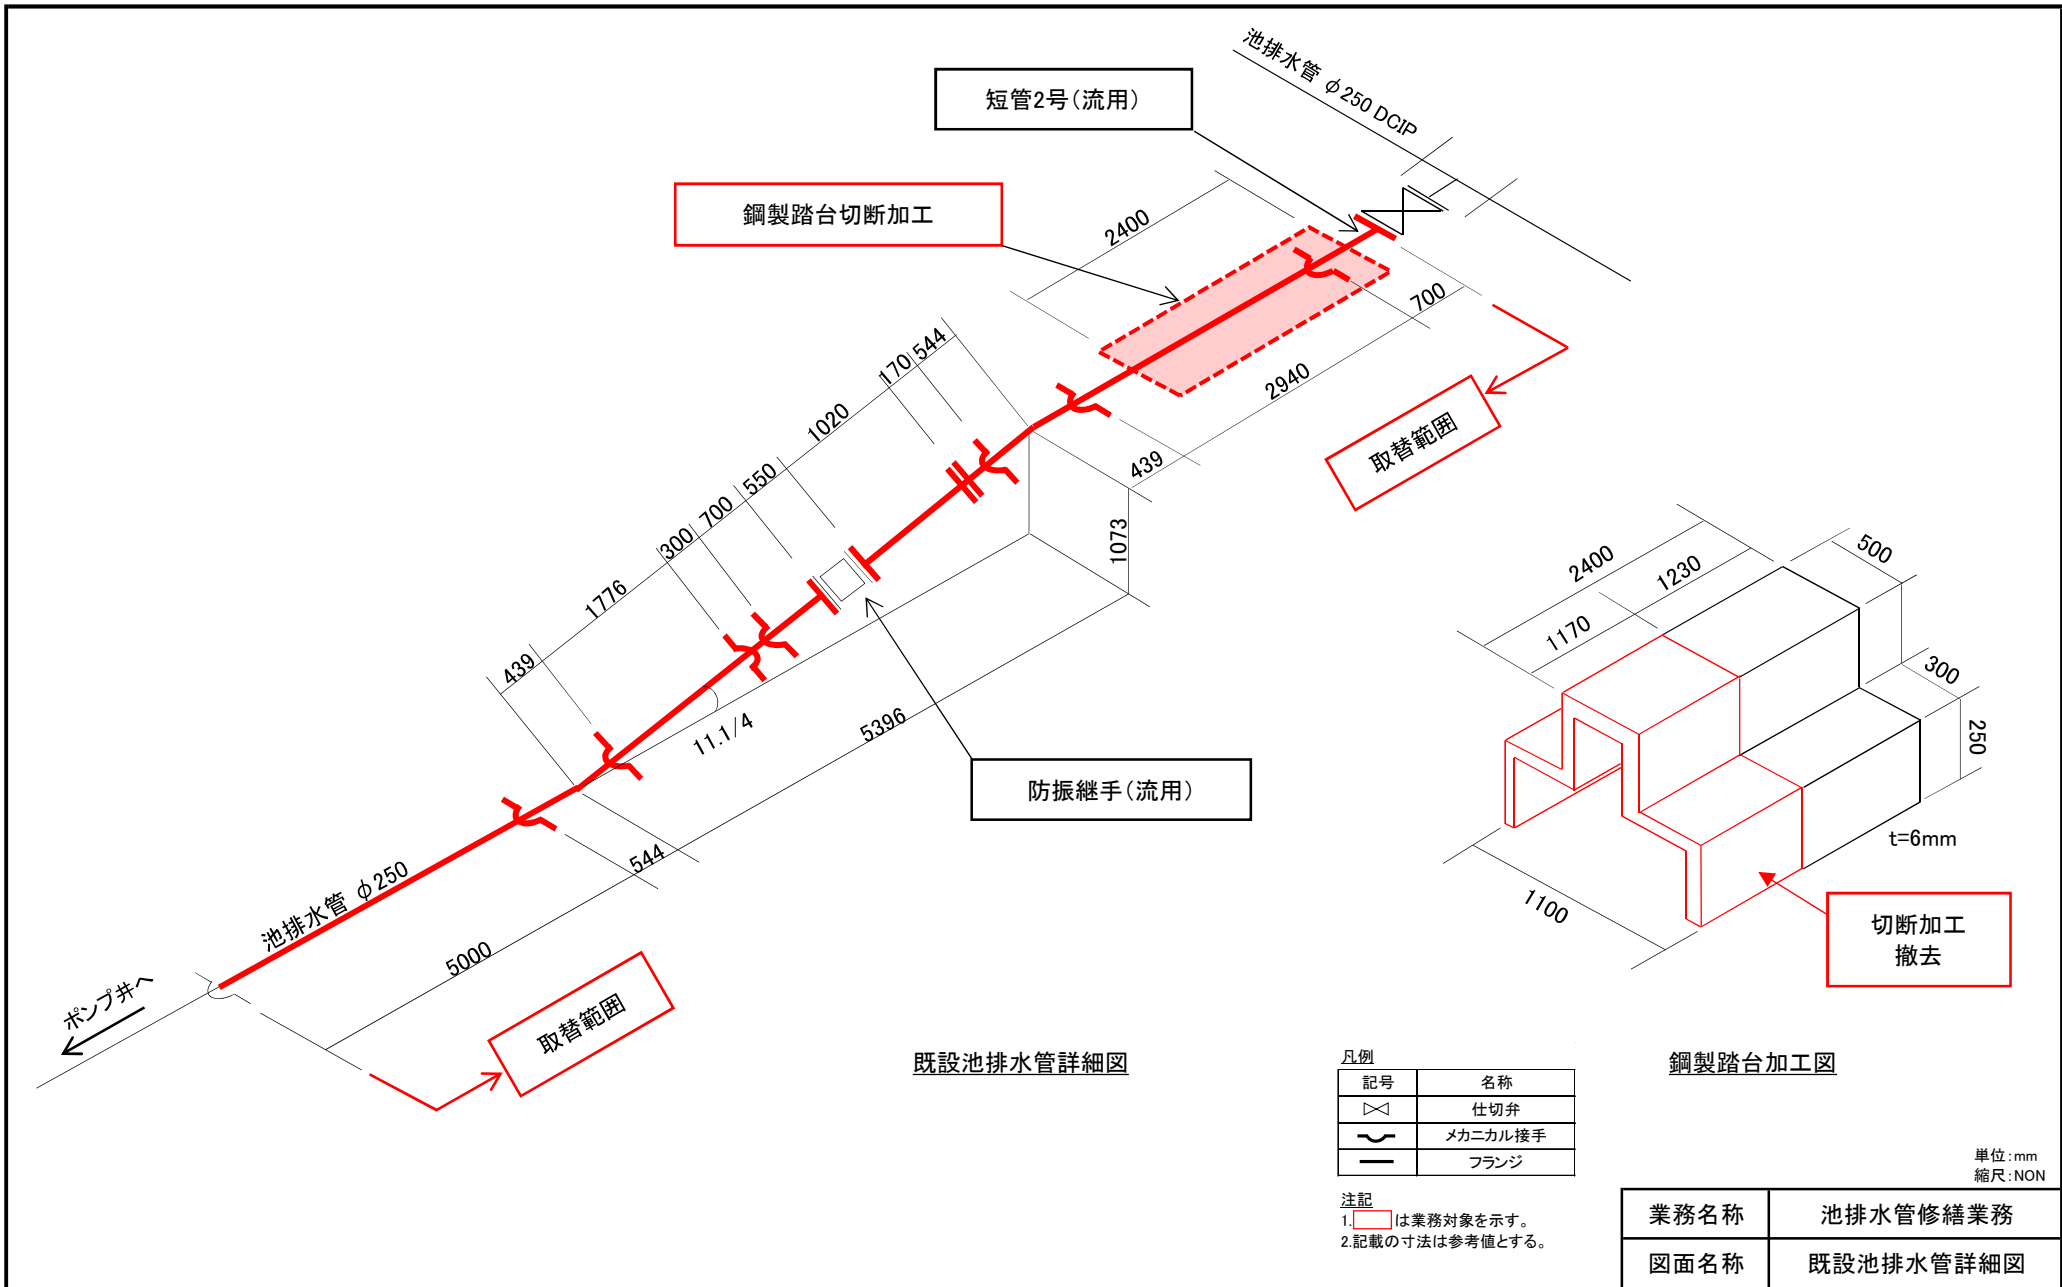 池排水管 φ250 DCIP
短管2号(流用)
鋼製踏台切断加工
2400
700
2940
439
1073
取替範囲
544
170
1020
550
700
300
1776
439
11.1/4
5396
防振継手(流用)
544
5000
池排水管 φ250
ポンプ井へ
取替範囲
既設池排水管詳細図
2400
1230
1170
500
300
250
t=6mm
1100
切断加工
撤去
鋼製踏台加工図
凡例
記号 名称
仕切弁
メカニカル接手
フランジ
注記
1. は業務対象を示す。
2.記載の寸法は参考値とする。
単位:mm
縮尺:NON
業務名称 池排水管修繕業務
図面名称 既設池排水管詳細図